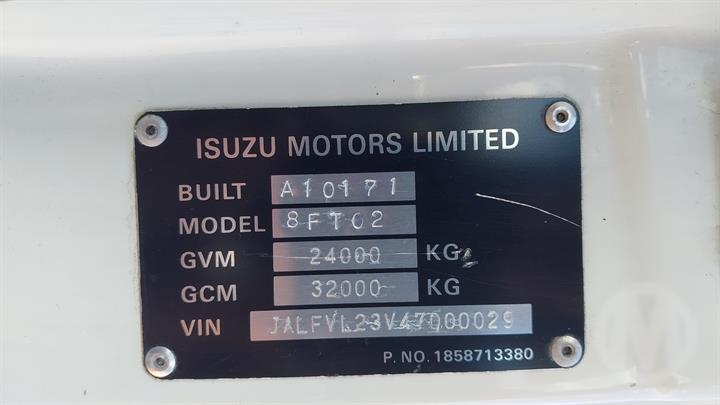 ISUZU MOTORS LIMITED
BUILT A10171
MODEL 8FT02
GVM 24000 KG
GCM 32000 KG
VIN JALFVL23V47000029
P. NO. 1858713380
M